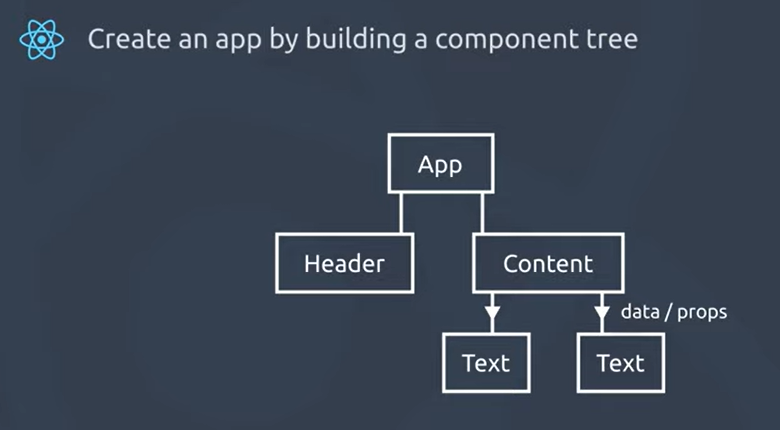 Create an app by building a component tree
App
Header
Content
data / props
Text
Text